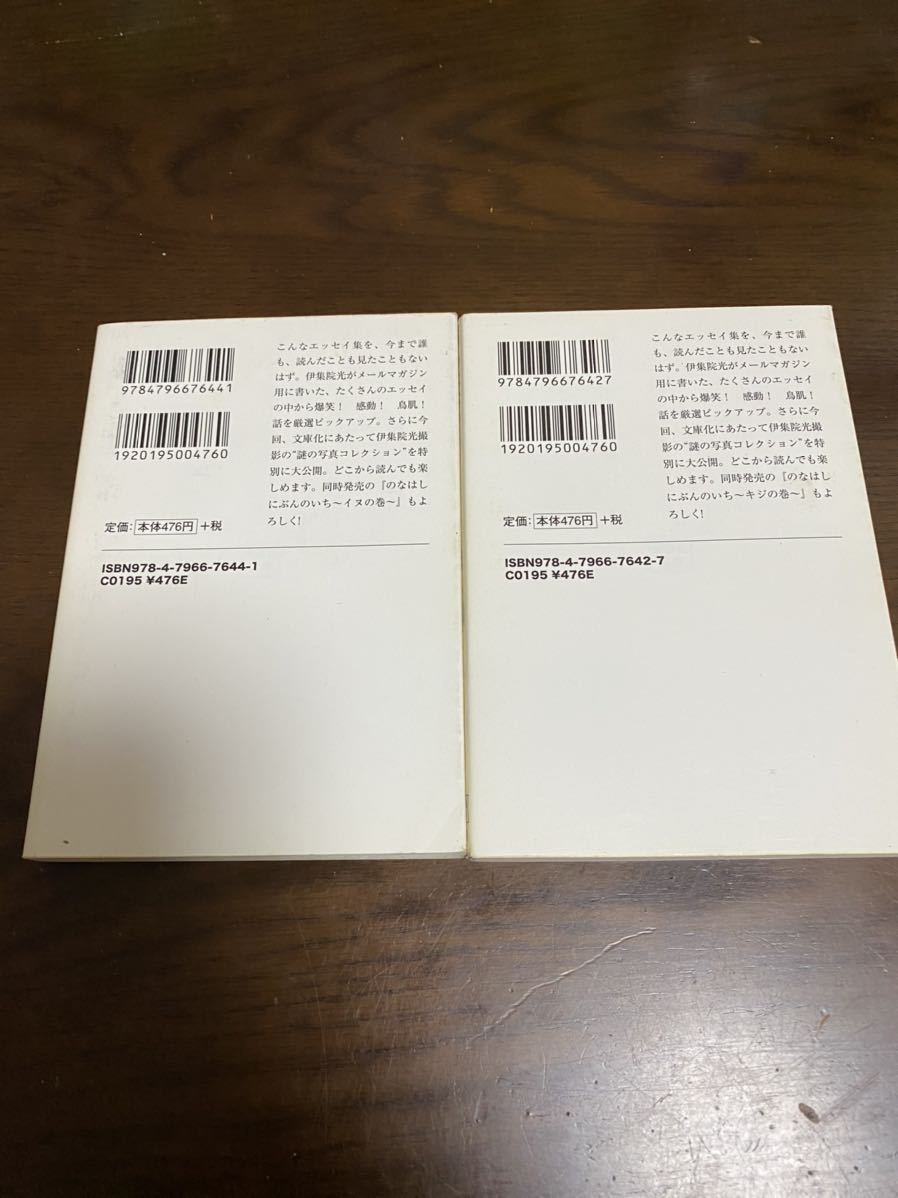 9784796676441
1920195004760
こんなエッセイ集を、今まで誰
も、読んだことも見たこともない
はず。伊集院光がメールマガジン
用に書いた、たくさんのエッセイ
の中から爆笑！　感動！　鳥肌！
話を厳選ピックアップ。さらに今
回、文庫化にあたって伊集院光撮
影の“謎の写真コレクション”を特
別に大公開。どこから読んでも楽
しめます。同時発売の『のなはし
にぶんのいち～イヌの巻～』もよ
ろしく！
定価：本体476円＋税
ISBN978-4-7966-7644-1
C0195 ¥476E
9784796676427
1920195004760
こんなエッセイ集を、今まで誰
も、読んだことも見たこともない
はず。伊集院光がメールマガジン
用に書いた、たくさんのエッセイ
の中から爆笑！　感動！　鳥肌！
話を厳選ピックアップ。さらに今
回、文庫化にあたって伊集院光撮
影の“謎の写真コレクション”を特
別に大公開。どこから読んでも楽
しめます。同時発売の『のなはし
にぶんのいち～キジの巻～』もよ
ろしく！
定価：本体476円＋税
ISBN978-4-7966-7642-7
C0195 ¥476E